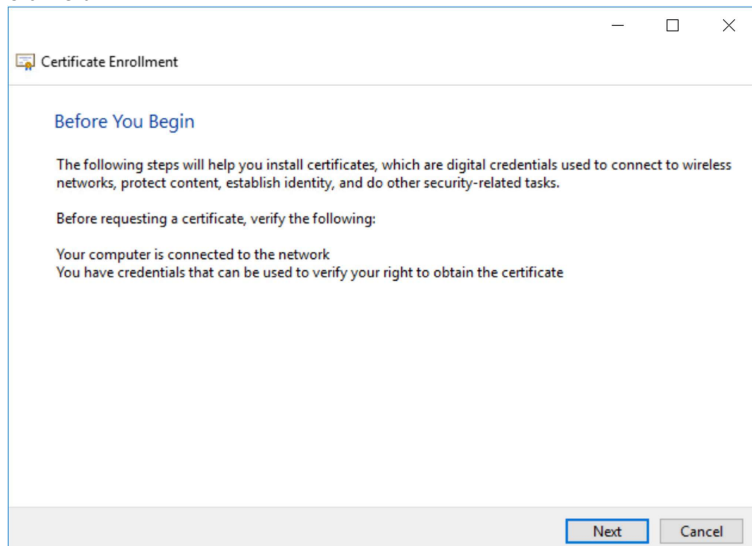 Certificate Enrollment
Before You Begin
The following steps will help you install certificates, which are digital credentials used to connect to wireless
networks, protect content, establish identity, and do other security-related tasks.
Before requesting a certificate, verify the following:
Your computer is connected to the network
You have credentials that can be used to verify your right to obtain the certificate
Next Cancel